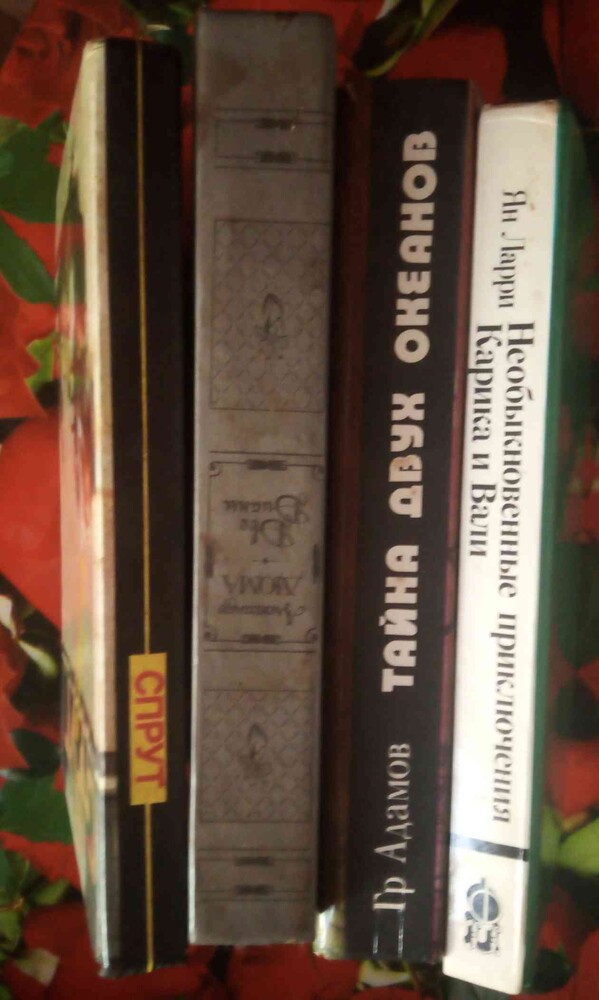 СПРУТ
Александр
ДЮМА
Две
Дианы
Гр Адамов ТАЙНА ДВУХ ОКЕАНОВ
Ян Ларри
Необыкновенные приключения
Карика и Вали